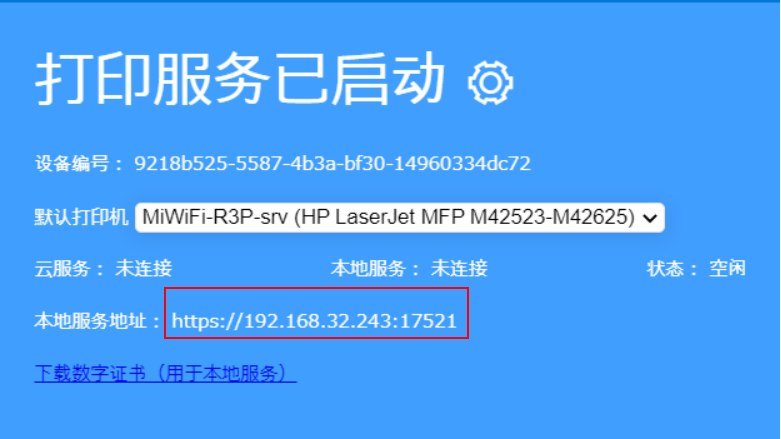 打印服务已启动
设备编号： 9218b525-5587-4b3a-bf30-14960334dc72
默认打印机 MiWiFi-R3P-srv (HP LaserJet MFP M42523-M42625)
云服务： 未连接 本地服务： 未连接 状态： 空闲
本地服务地址： https://192.168.32.243:17521
下载数字证书（用于本地服务）